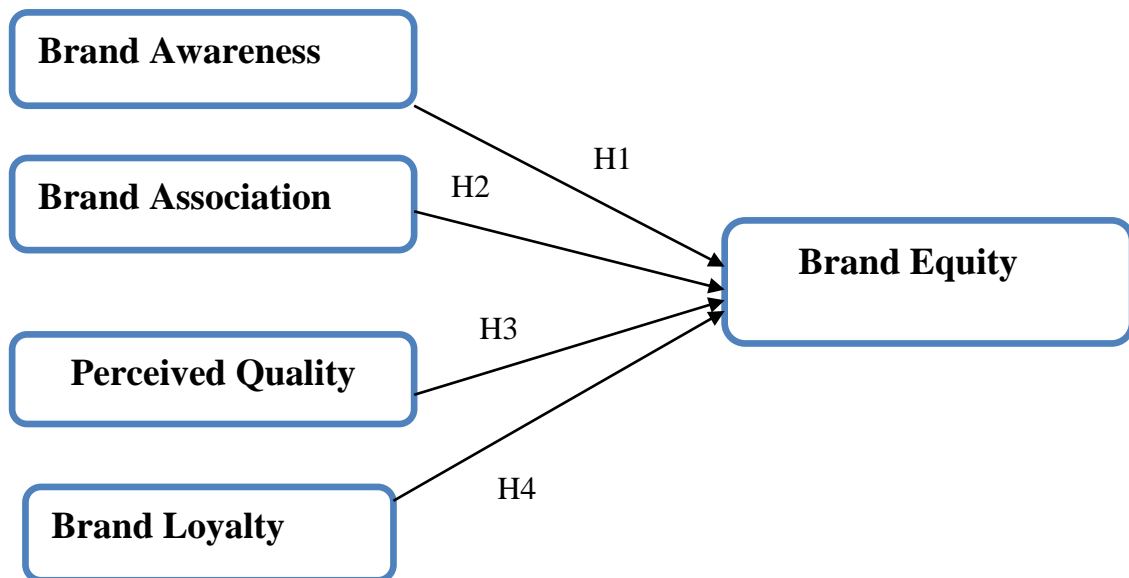 Brand Awareness
H1
H2
Brand Association
Brand Equity
H3
Perceived Quality
H4
Brand Loyalty